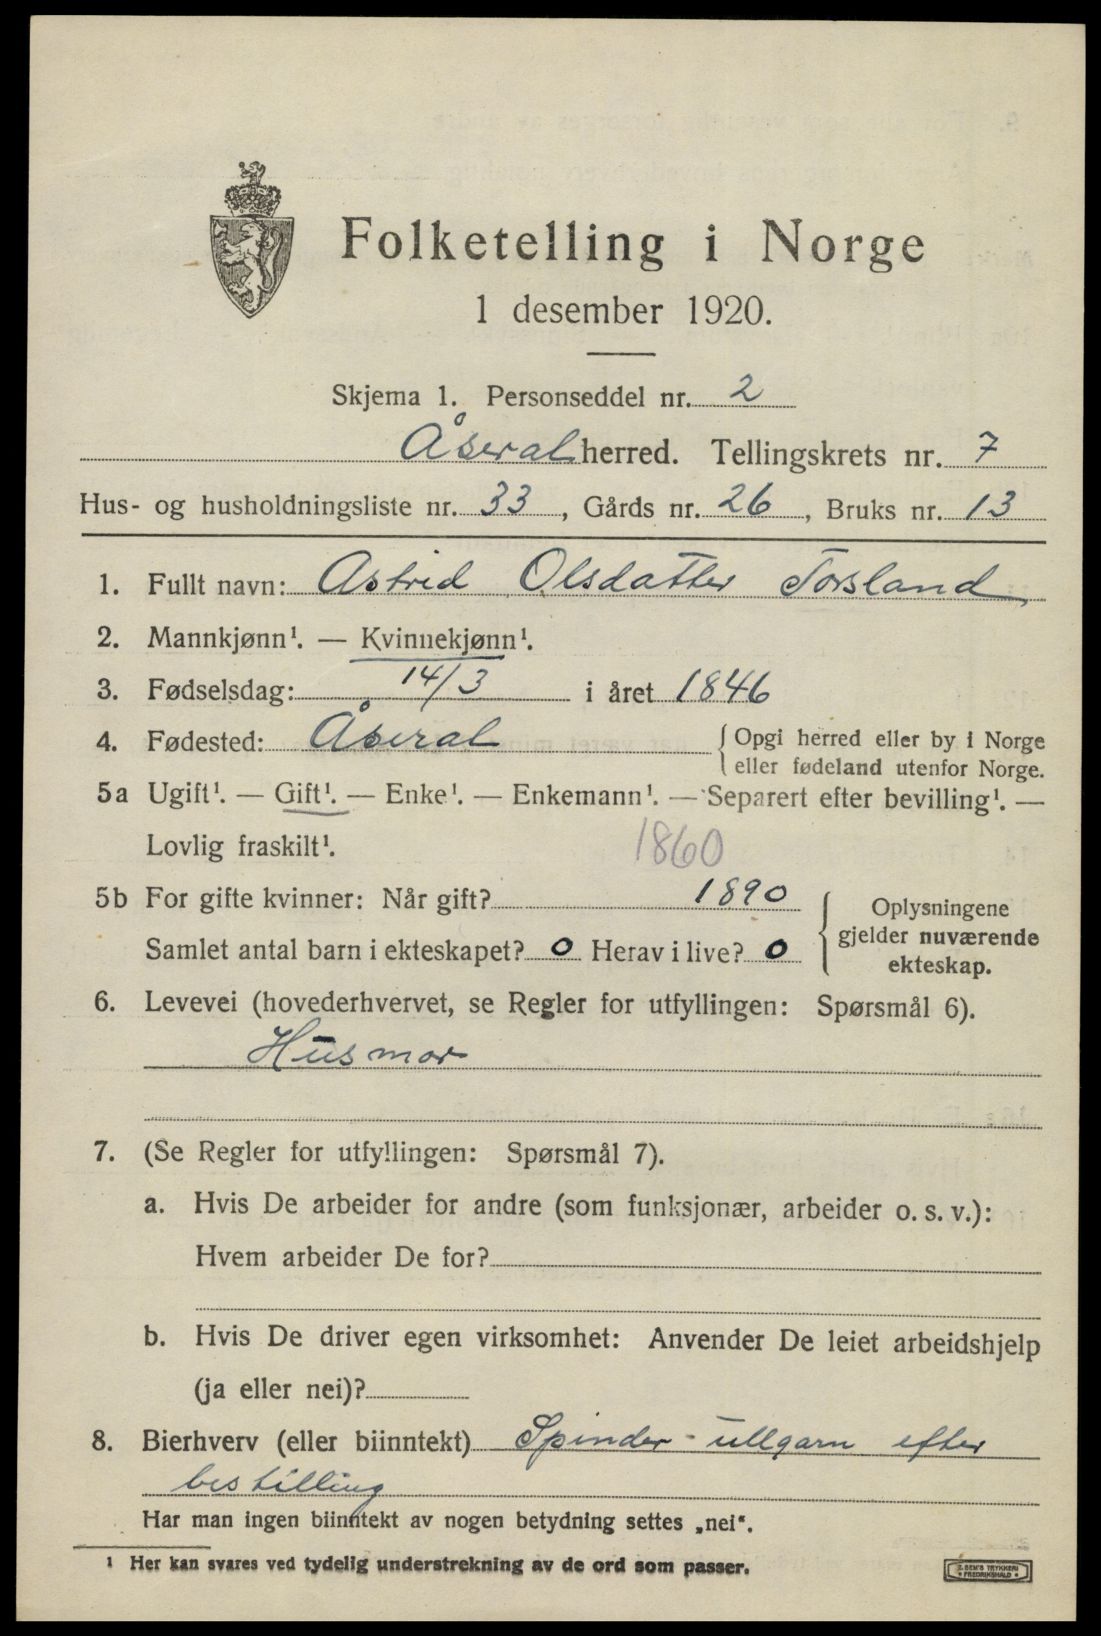 Folketelling i Norge
1 desember 1920.
Skjema 1. Personseddel nr. 2
Åseral herred. Tellingskrets nr. 7
Hus- og husholdningsliste nr. 33, Gårds nr. 26, Bruks nr. 13
1. Fullt navn: Astrid Olsdatter Torsland
2. Mannkjønn¹. — Kvinnekjønn¹.
3. Fødselsdag: 14/3 i året 1846
4. Fødested: Åseral { Opgi herred eller by i Norge
eller fødeland utenfor Norge.
5a Ugift¹. — Gift¹. — Enke¹. — Enkemann¹. — Separert efter bevilling¹. —
Lovlig fraskilt¹. 1860
5b For gifte kvinner: Når gift? 1890
Samlet antal barn i ekteskapet? 0 Herav i live? 0
Oplysningene
gjelder nuværende
ekteskap.
6. Levevei (hovederhvervet, se Regler for utfyllingen: Spørsmål 6).
Husmor
7. (Se Regler for utfyllingen: Spørsmål 7).
a. Hvis De arbeider for andre (som funksjonær, arbeider o. s. v.):
Hvem arbeider De for?
b. Hvis De driver egen virksomhet: Anvender De leiet arbeidshjelp
(ja eller nei)?
8. Bierhverv (eller biinntekt) Spinder ullgarn efter
bestilling
Har man ingen biinntekt av nogen betydning settes „nei“.
¹ Her kan svares ved tydelig understrekning av de ord som passer.
TRYKKERI
FREDRIKSHALD